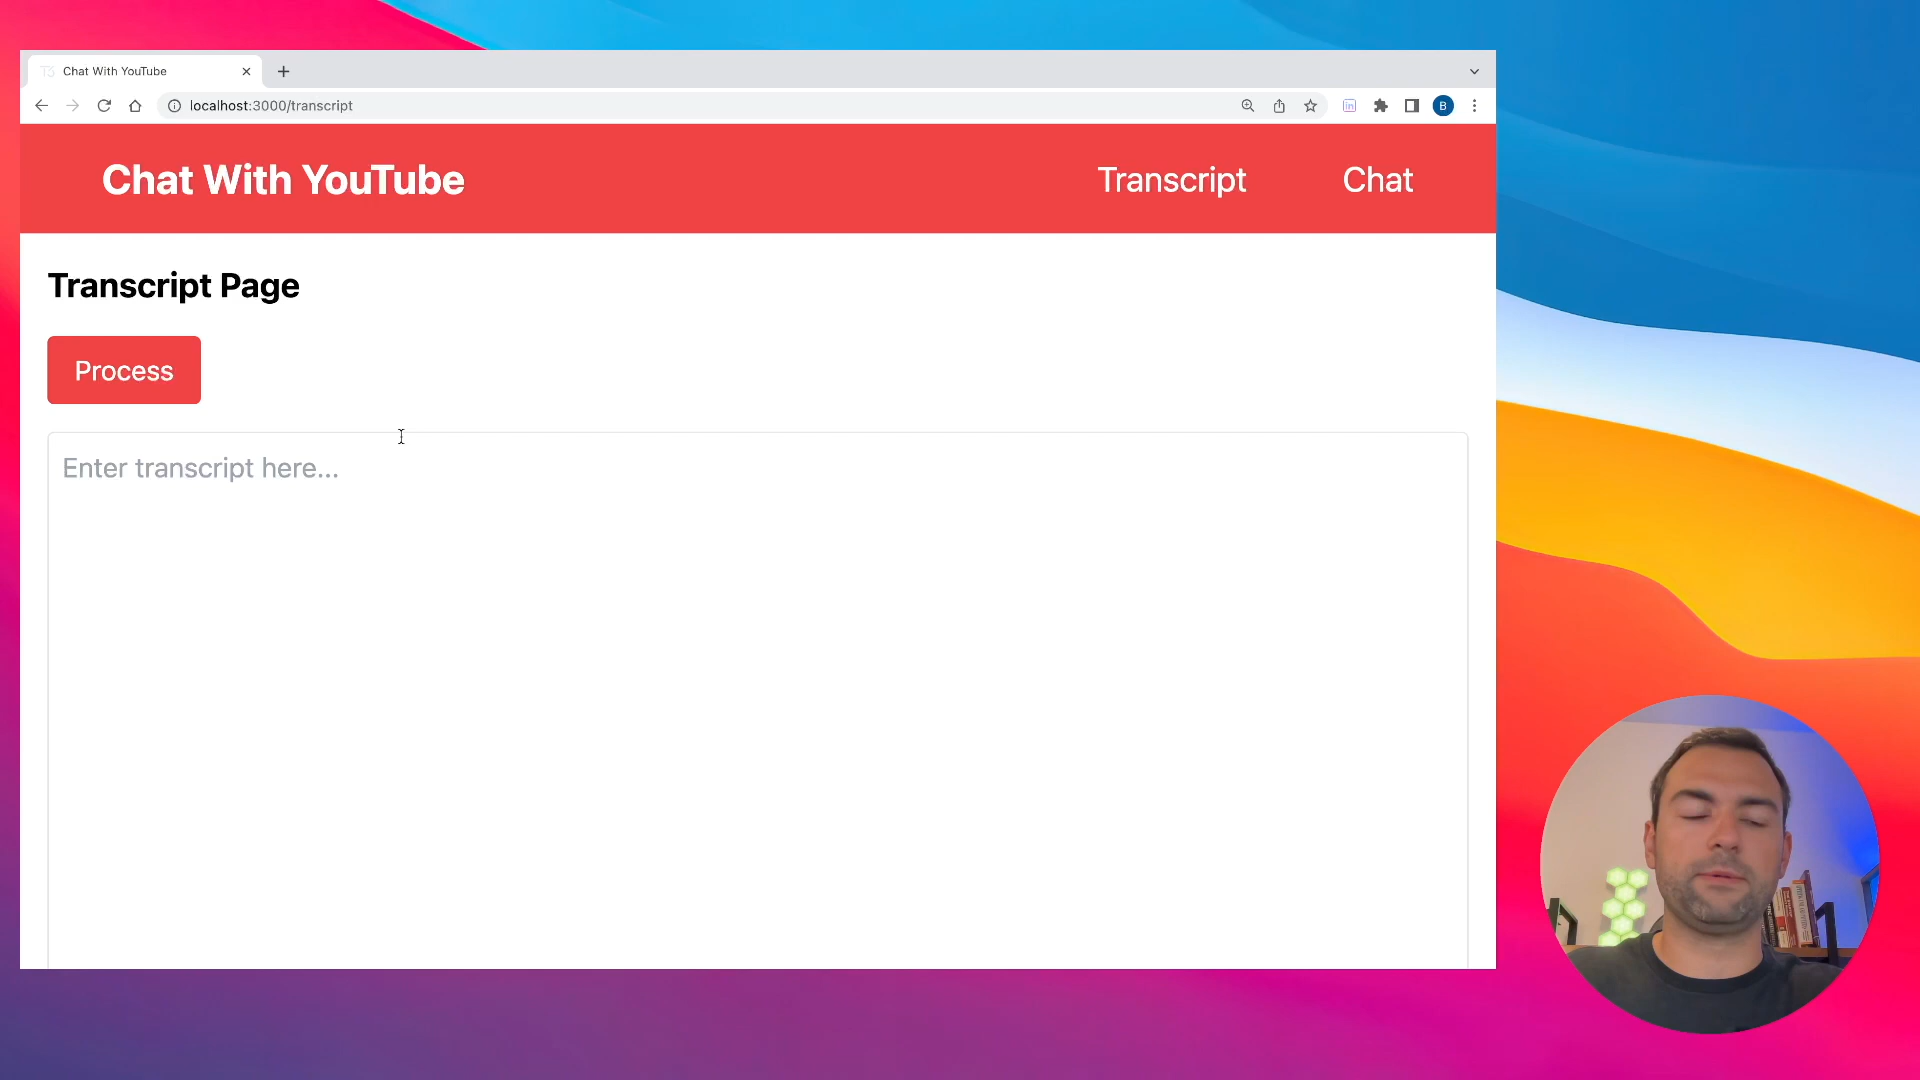 Chat With YouTube
localhost:3000/transcript
B
Chat With YouTube
Transcript
Chat
Transcript Page
Process
Enter transcript here...